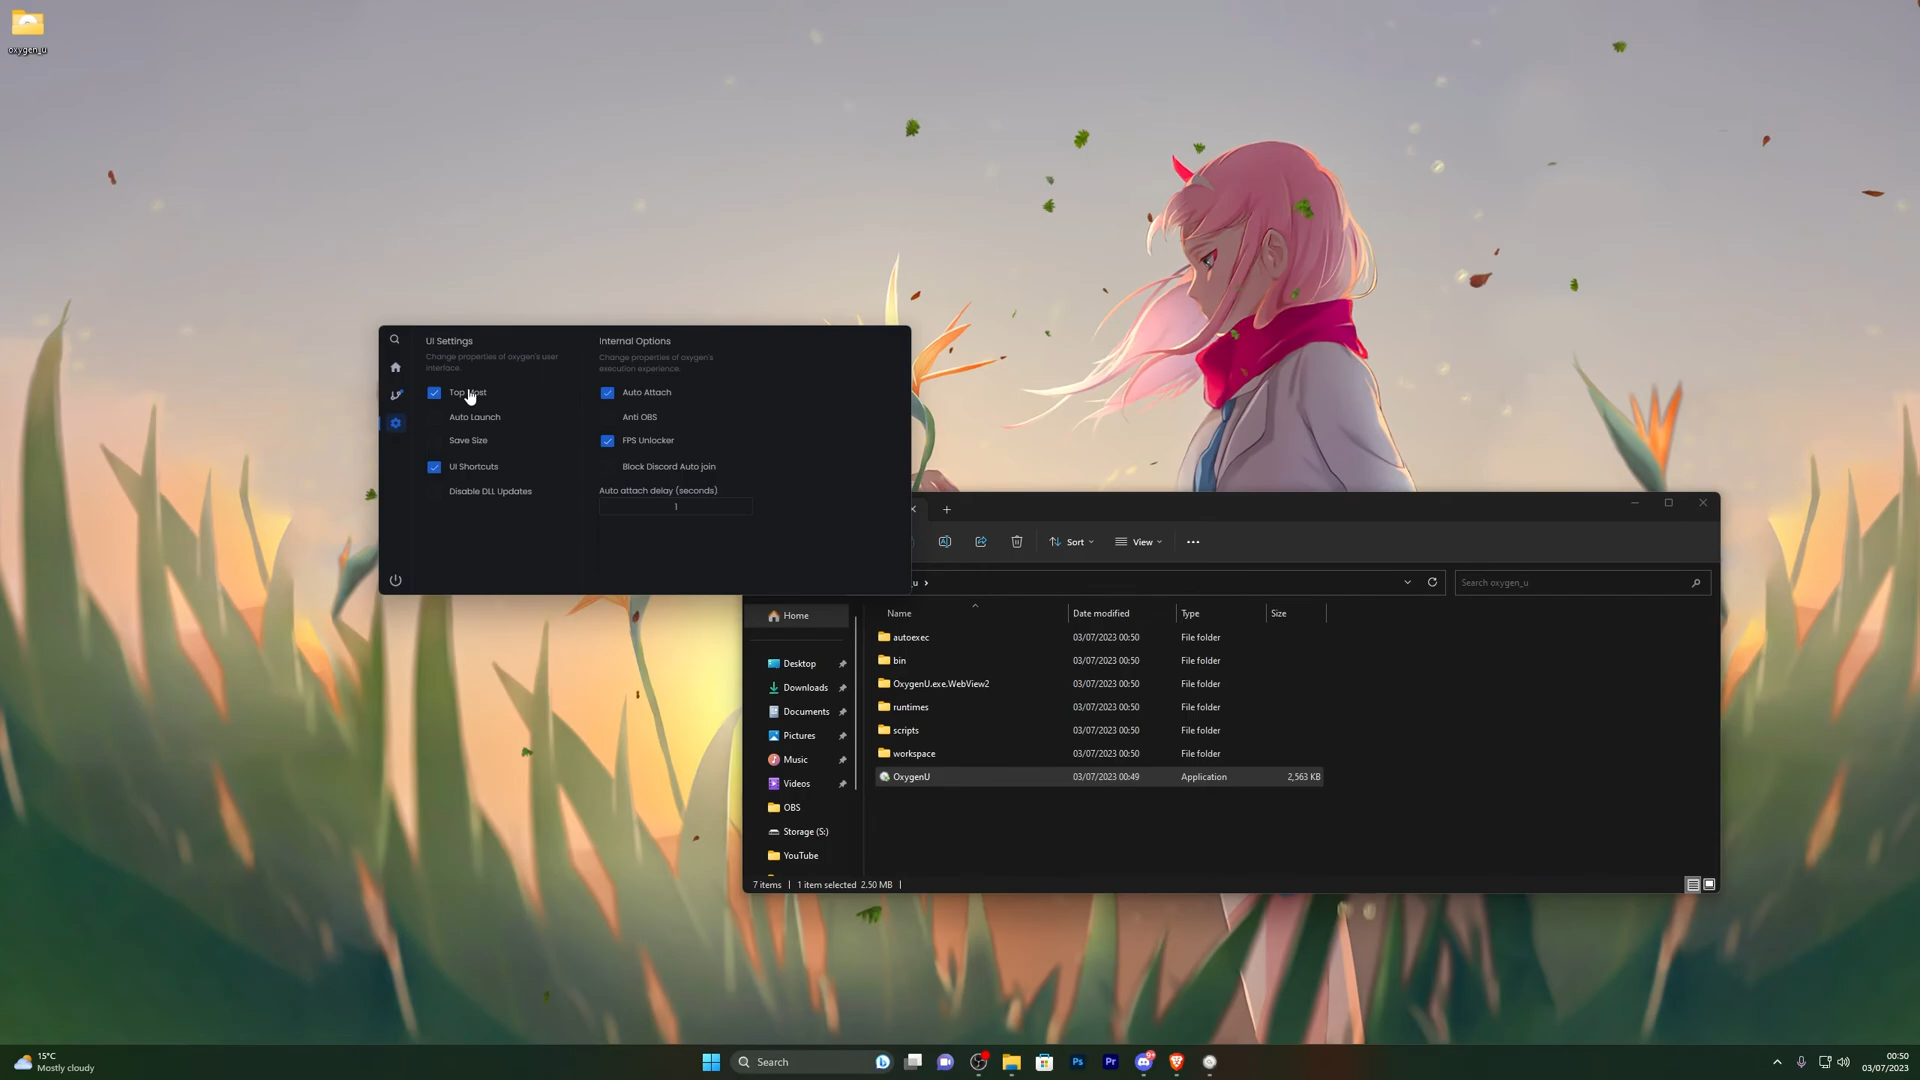 oxygen_u
UI Settings
Change properties of oxygen's user
interface.
Top Most
Auto Launch
Save Size
UI Shortcuts
Disable DLL Updates
Internal Options
Change properties of oxygen's
execution experience.
Auto Attach
Anti OBS
FPS Unlocker
Block Discord Auto join
Auto attach delay (seconds)
1
Sort
View
u
Search oxygen_u
Home
Desktop
Downloads
Documents
Pictures
Music
Videos
OBS
Storage (S:)
YouTube
Name Date modified Type Size
autoexec 03/07/2023 00:50 File folder
bin 03/07/2023 00:50 File folder
OxygenU.exe.WebView2 03/07/2023 00:50 File folder
runtimes 03/07/2023 00:50 File folder
scripts 03/07/2023 00:50 File folder
workspace 03/07/2023 00:50 File folder
OxygenU 03/07/2023 00:49 Application 2,563 KB
7 items | 1 item selected 2.50 MB |
15°C
Mostly cloudy
Search
Ps
Pr
9+
00:50
03/07/2023